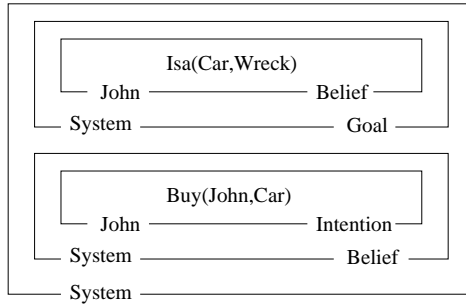 Isa(Car,Wreck)
John Belief
System Goal
Buy(John,Car)
John Intention
System Belief
System